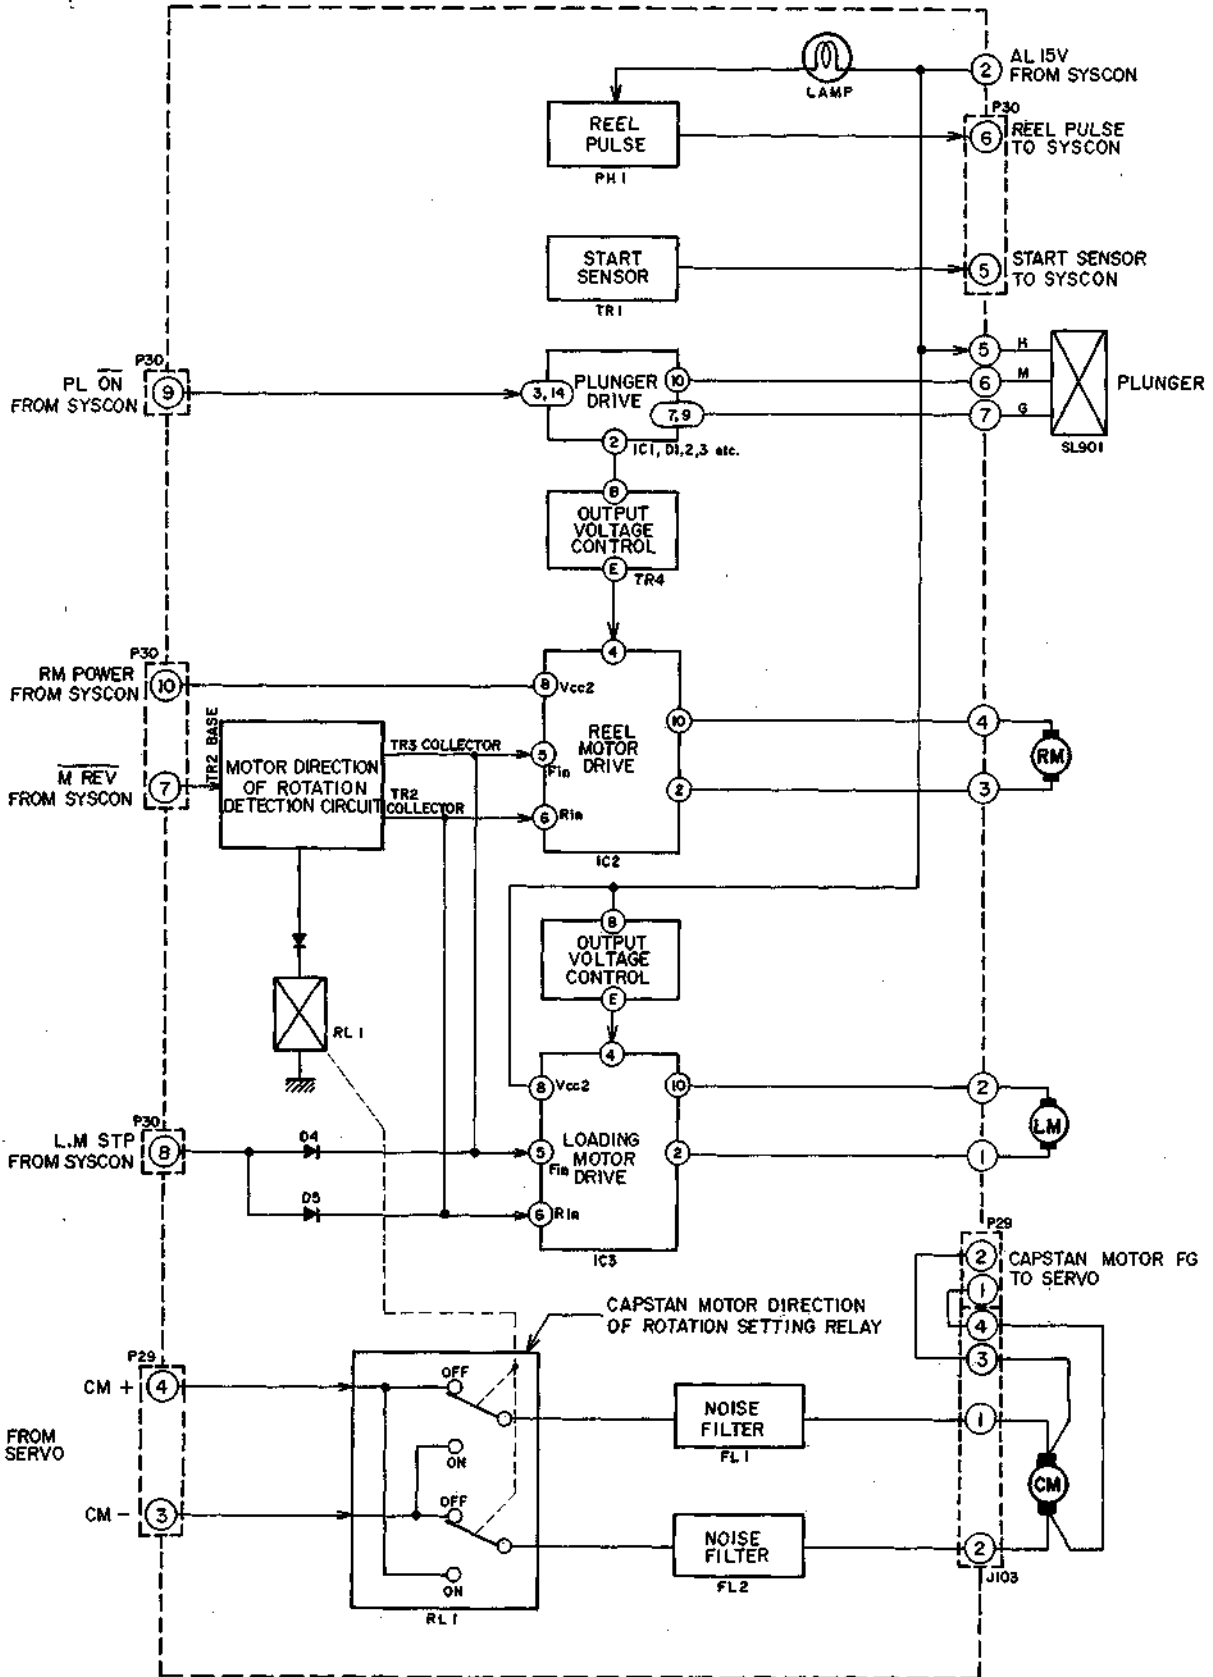 AL 15V
FROM SYSCON
2
LAMP
P30
REEL
PULSE
PH1
6
REEL PULSE
TO SYSCON
START
SENSOR
TR1
5
START SENSOR
TO SYSCON
P30
9
PL ON
FROM SYSCON
3, 14
PLUNGER
DRIVE
10
7, 9
2
IC1, D1,2,3 etc.
5
H
6
M
7
G
PLUNGER
SL901
B
OUTPUT
VOLTAGE
CONTROL
E
TR4
P30
RM POWER
FROM SYSCON
10
M REV
FROM SYSCON
7
TR2 BASE
MOTOR DIRECTION
OF ROTATION
DETECTION CIRCUIT
TR3 COLLECTOR
TR2
COLLECTOR
4
8
Vcc2
5
Fin
6
Rin
REEL
MOTOR
DRIVE
10
2
IC2
4
3
RM
RL1
B
OUTPUT
VOLTAGE
CONTROL
E
4
8
Vcc2
5
Fin
6
Rin
LOADING
MOTOR
DRIVE
10
2
IC3
2
1
LM
P30
L.M STP
FROM SYSCON
8
D4
D5
P29
2
1
CAPSTAN MOTOR FG
TO SERVO
4
3
1
2
J103
CM
CAPSTAN MOTOR DIRECTION
OF ROTATION SETTING RELAY
P29
CM +
4
FROM
SERVO
CM −
3
OFF
ON
OFF
ON
RL1
NOISE
FILTER
FL1
NOISE
FILTER
FL2